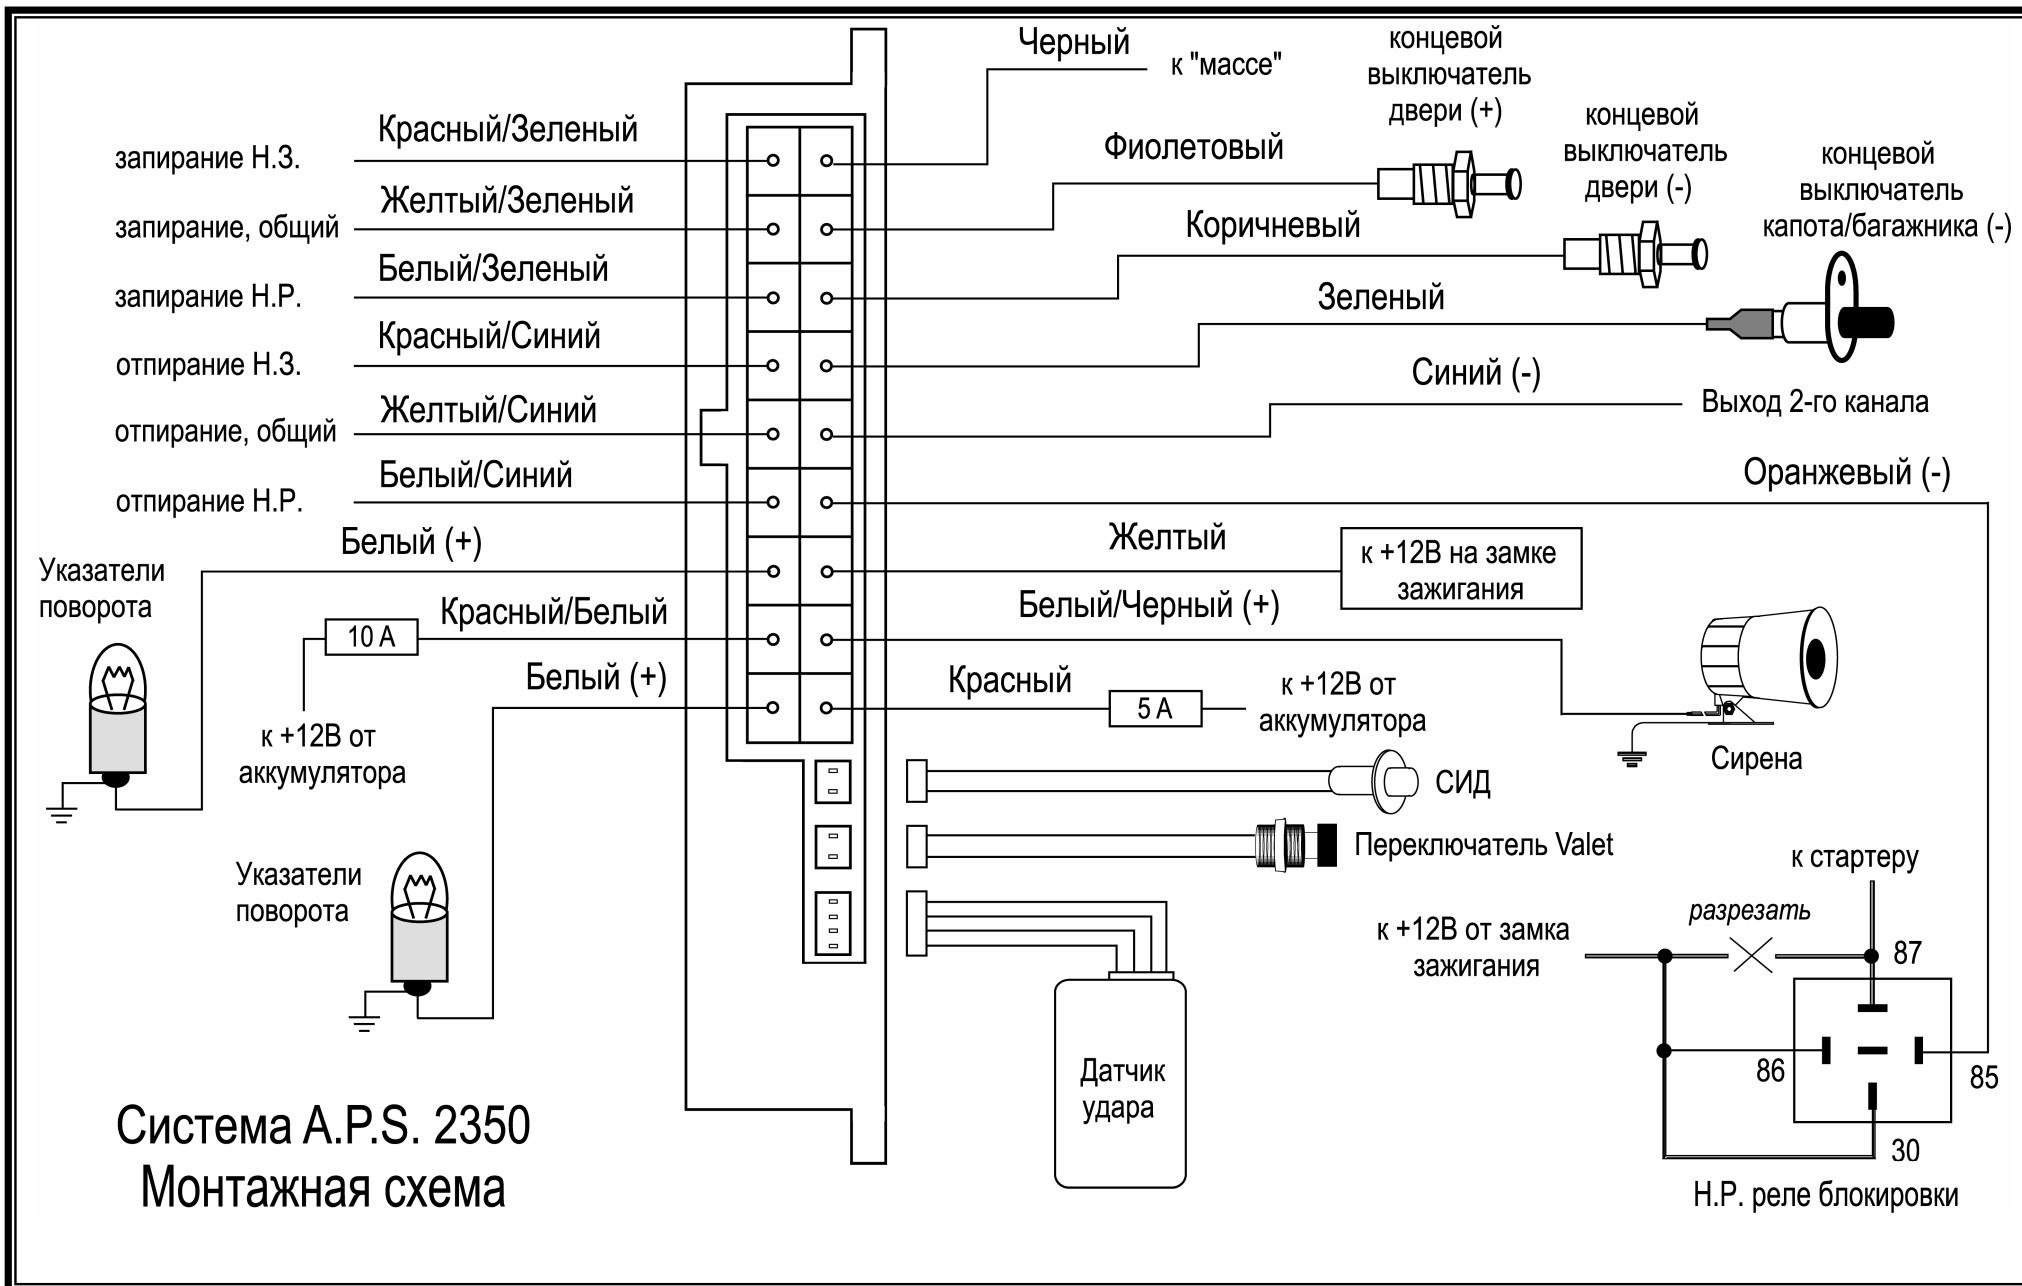 Черный
к "массе"
концевой
выключатель
двери (+)
концевой
выключатель
двери (-)
концевой
выключатель
капота/багажника (-)
Красный/Зеленый
запирание Н.З.
Фиолетовый
Желтый/Зеленый
запирание, общий
Коричневый
Белый/Зеленый
запирание Н.Р.
Зеленый
Красный/Синий
отпирание Н.З.
Синий (-)
Выход 2-го канала
Желтый/Синий
отпирание, общий
Белый/Синий
отпирание Н.Р.
Оранжевый (-)
Белый (+)
Указатели
поворота
Желтый
к +12В на замке
зажигания
Красный/Белый
10 А
к +12В от
аккумулятора
Белый/Черный (+)
Сирена
Белый (+)
Красный
5 А
к +12В от
аккумулятора
СИД
Переключатель Valet
Указатели
поворота
Датчик
удара
к стартеру
разрезать
к +12В от замка
зажигания
87
86
85
30
Н.Р. реле блокировки
Система A.P.S. 2350
Монтажная схема